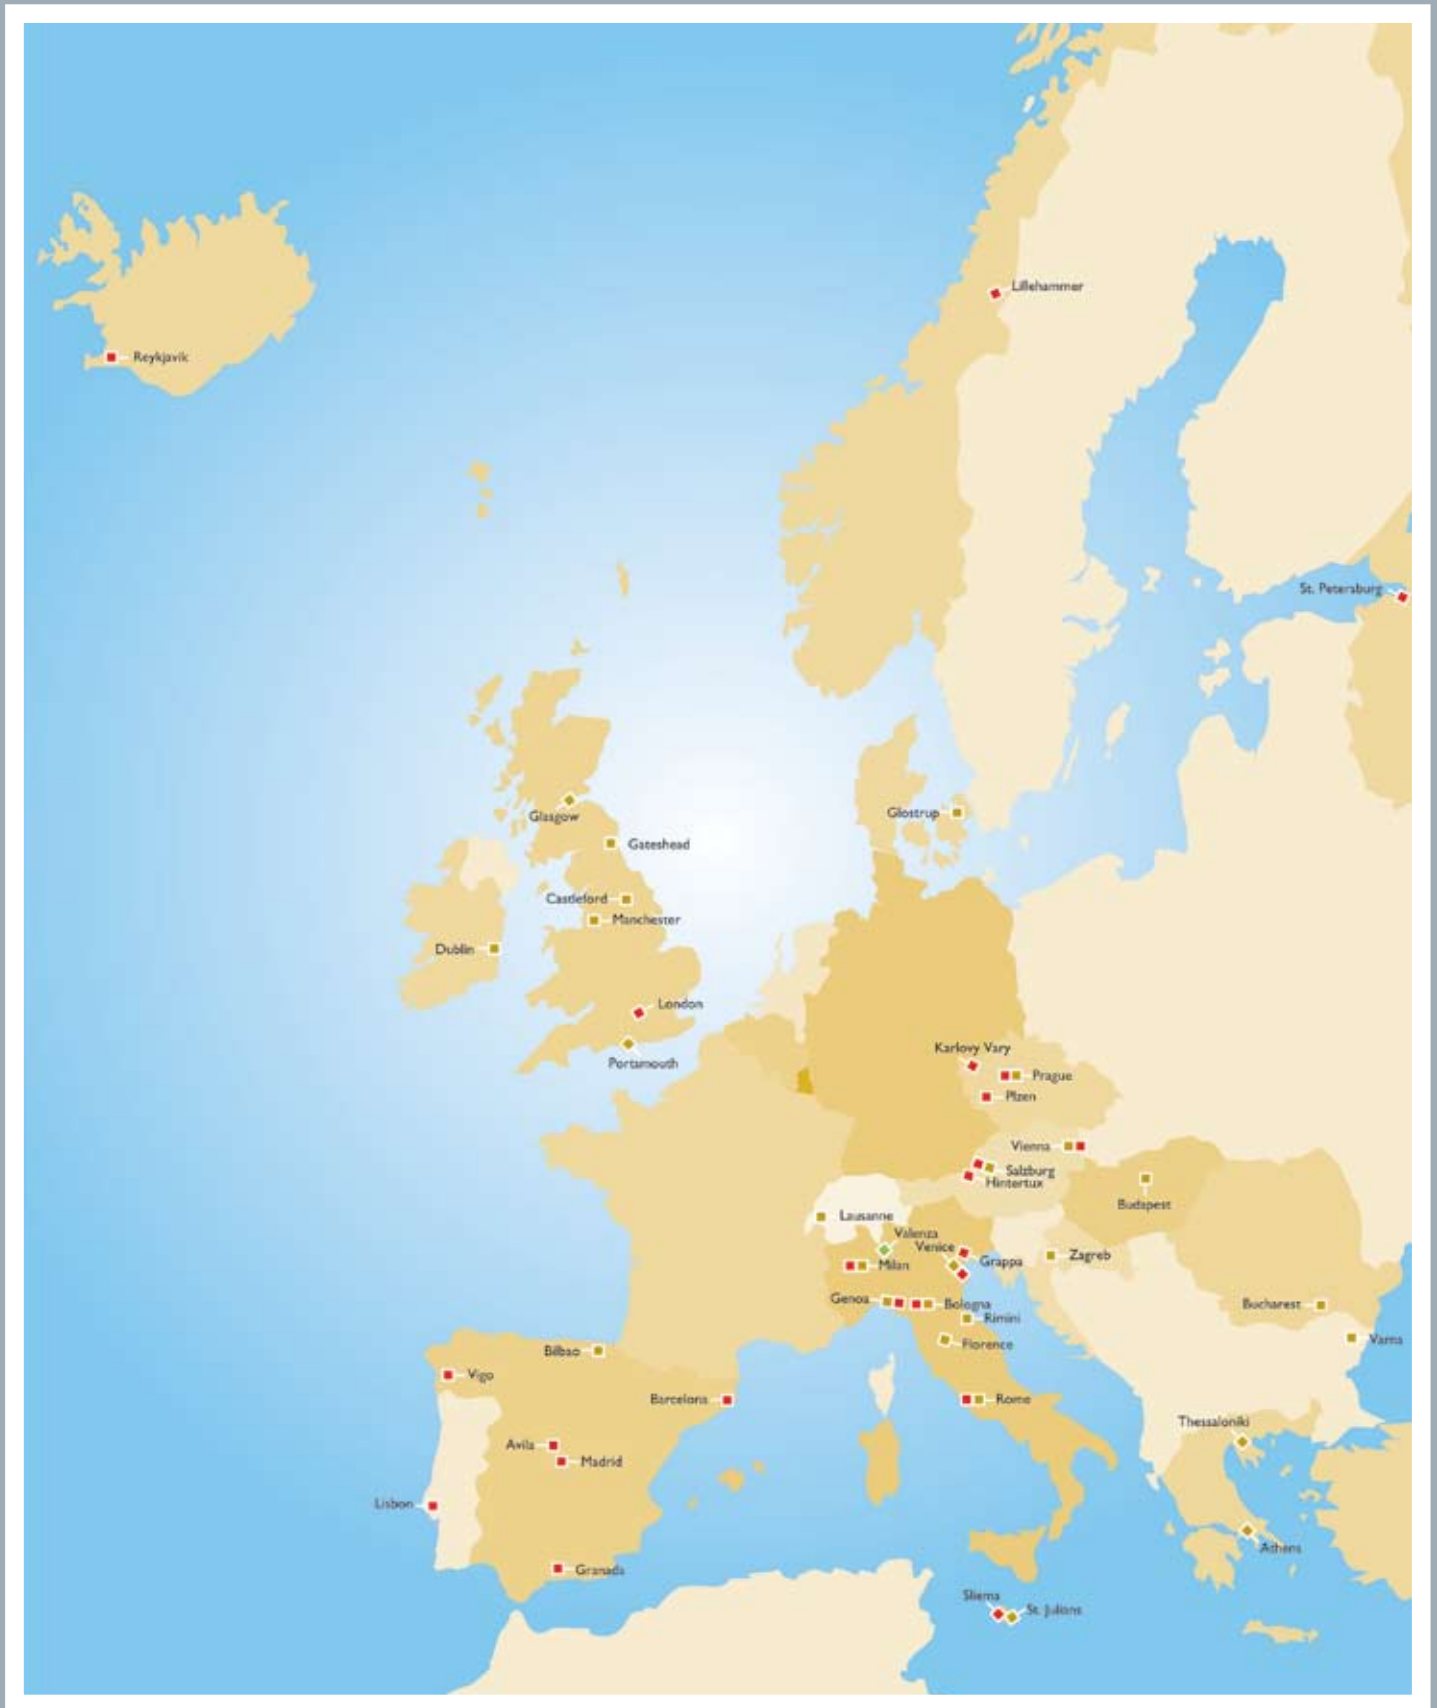 Lillehammer
Reykjavik
St. Petersburg
Glostrup
Glasgow
Gateshead
Castleford
Manchester
Dublin
London
Portsmouth
Karlovy Vary
Prague
Plzen
Vienna
Salzburg
Hintertux
Budapest
Lausanne
Valenza
Venice
Grappa
Zagreb
Milan
Genoa
Bologna
Bucharest
Rimini
Varna
Florence
Bilbao
Vigo
Barcelona
Rome
Thessaloniki
Avila
Madrid
Lisbon
Athens
Granada
Sliema
St. Julians